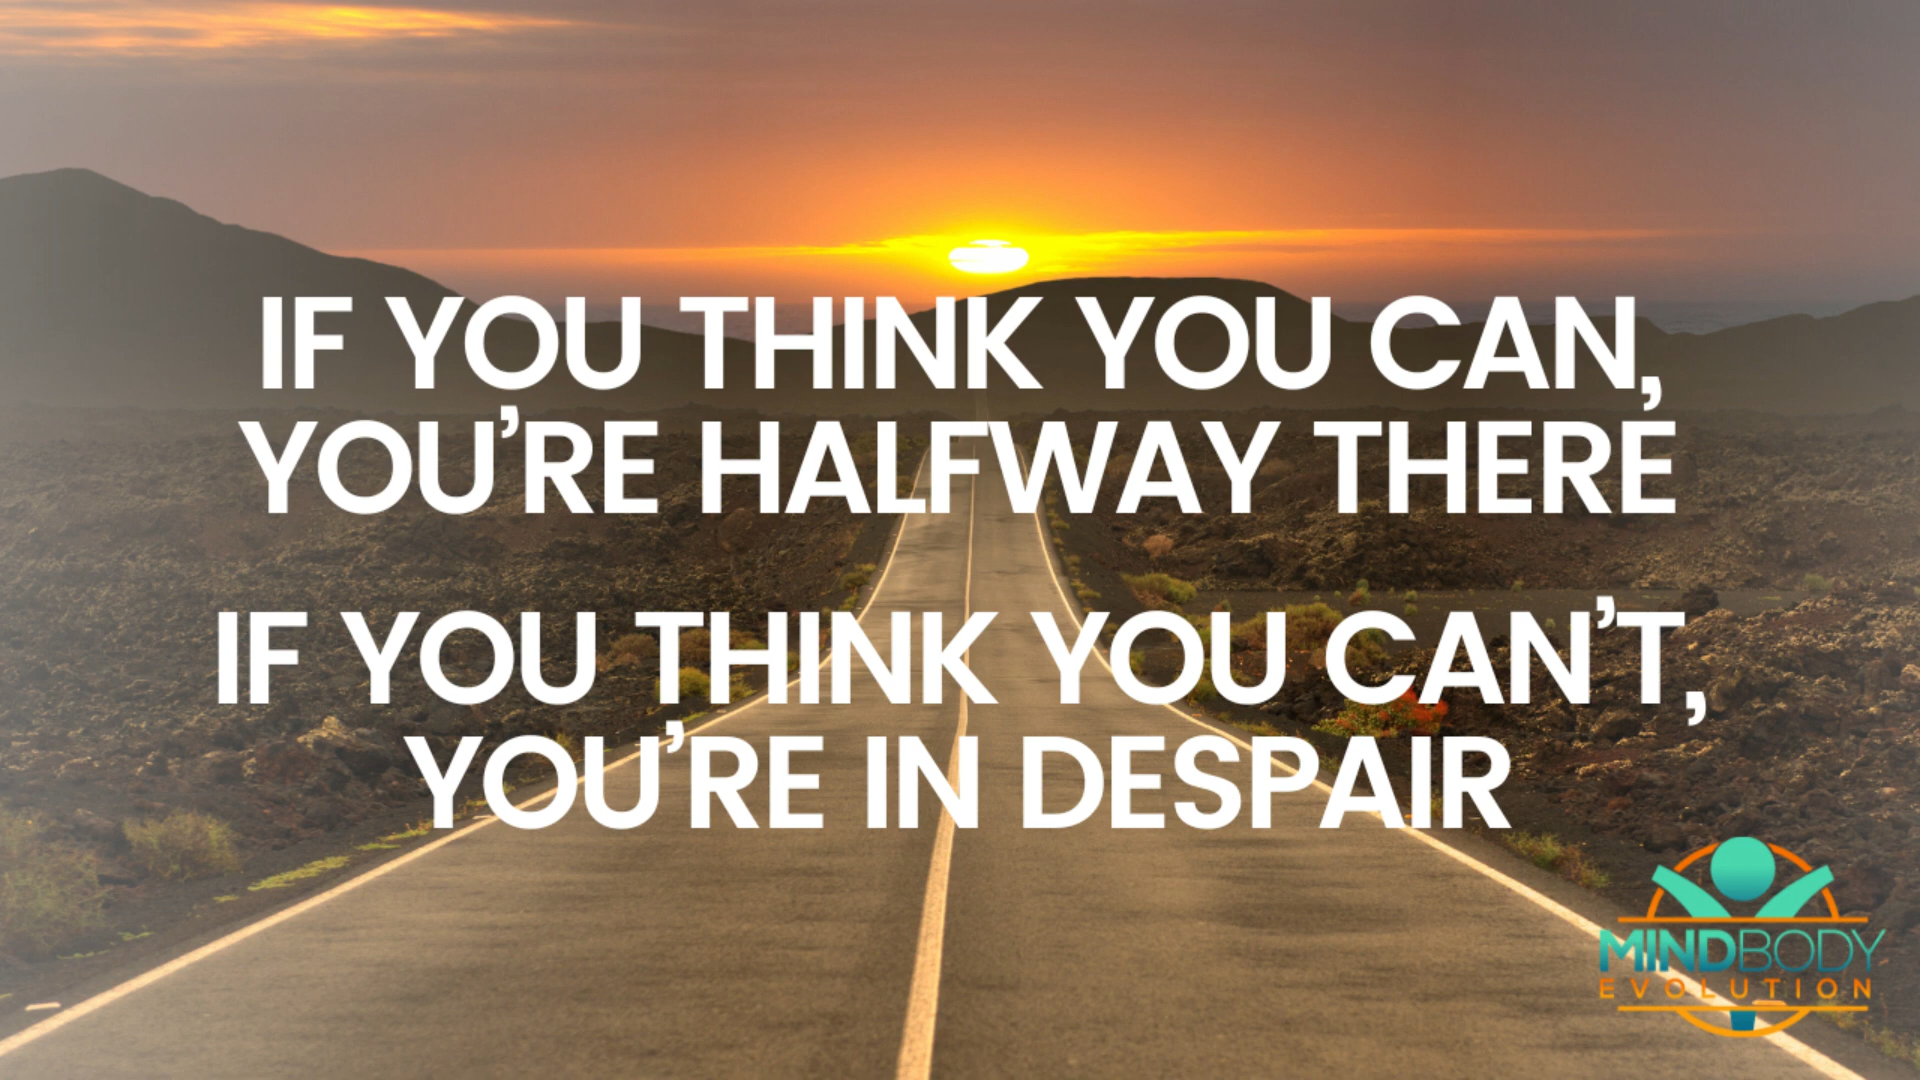 IF YOU THINK YOU CAN,
YOU’RE HALFWAY THERE
IF YOU THINK YOU CAN’T,
YOU’RE IN DESPAIR
MINDBODY
EVOLUTION